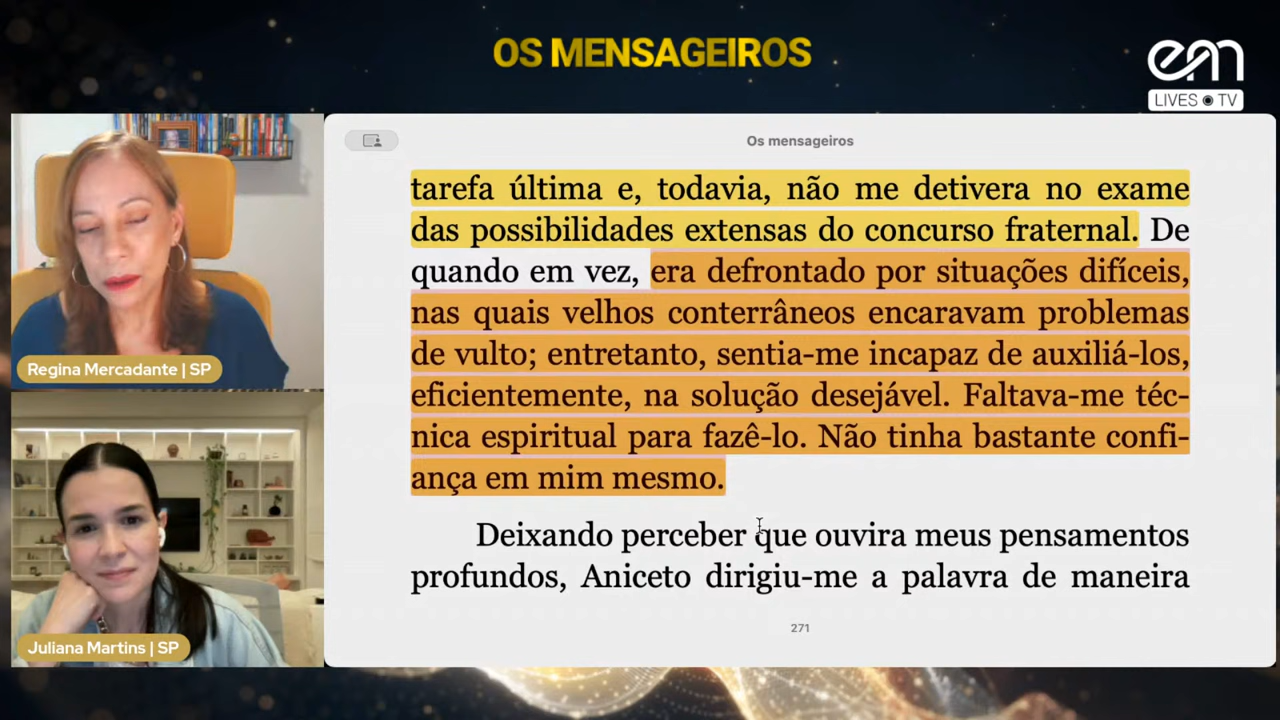 OS MENSAGEIROS
em
LIVES TV
Regina Mercadante | SP
Juliana Martins | SP
Os mensageiros
tarefa última e, todavia, não me detivera no exame
das possibilidades extensas do concurso fraternal. De
quando em vez, era defrontado por situações difíceis,
nas quais velhos conterrâneos encaravam problemas
de vulto; entretanto, sentia-me incapaz de auxiliá-los,
eficientemente, na solução desejável. Faltava-me téc-
nica espiritual para fazê-lo. Não tinha bastante confi-
ança em mim mesmo.
Deixando perceber que ouvira meus pensamentos
profundos, Aniceto dirigiu-me a palavra de maneira
271